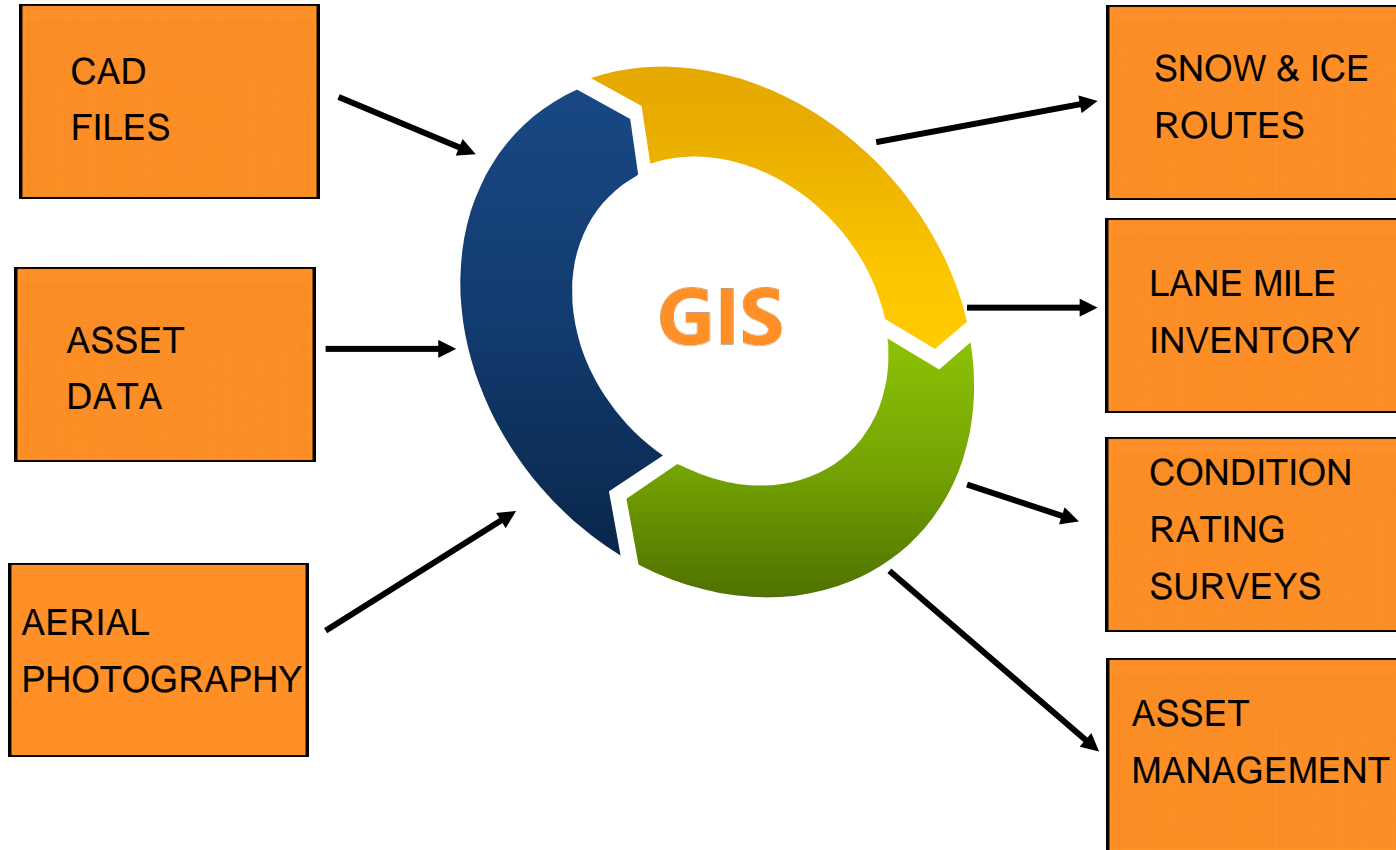 CAD
FILES
ASSET
DATA
AERIAL
PHOTOGRAPHY
GIS
SNOW & ICE
ROUTES
LANE MILE
INVENTORY
CONDITION
RATING
SURVEYS
ASSET
MANAGEMENT